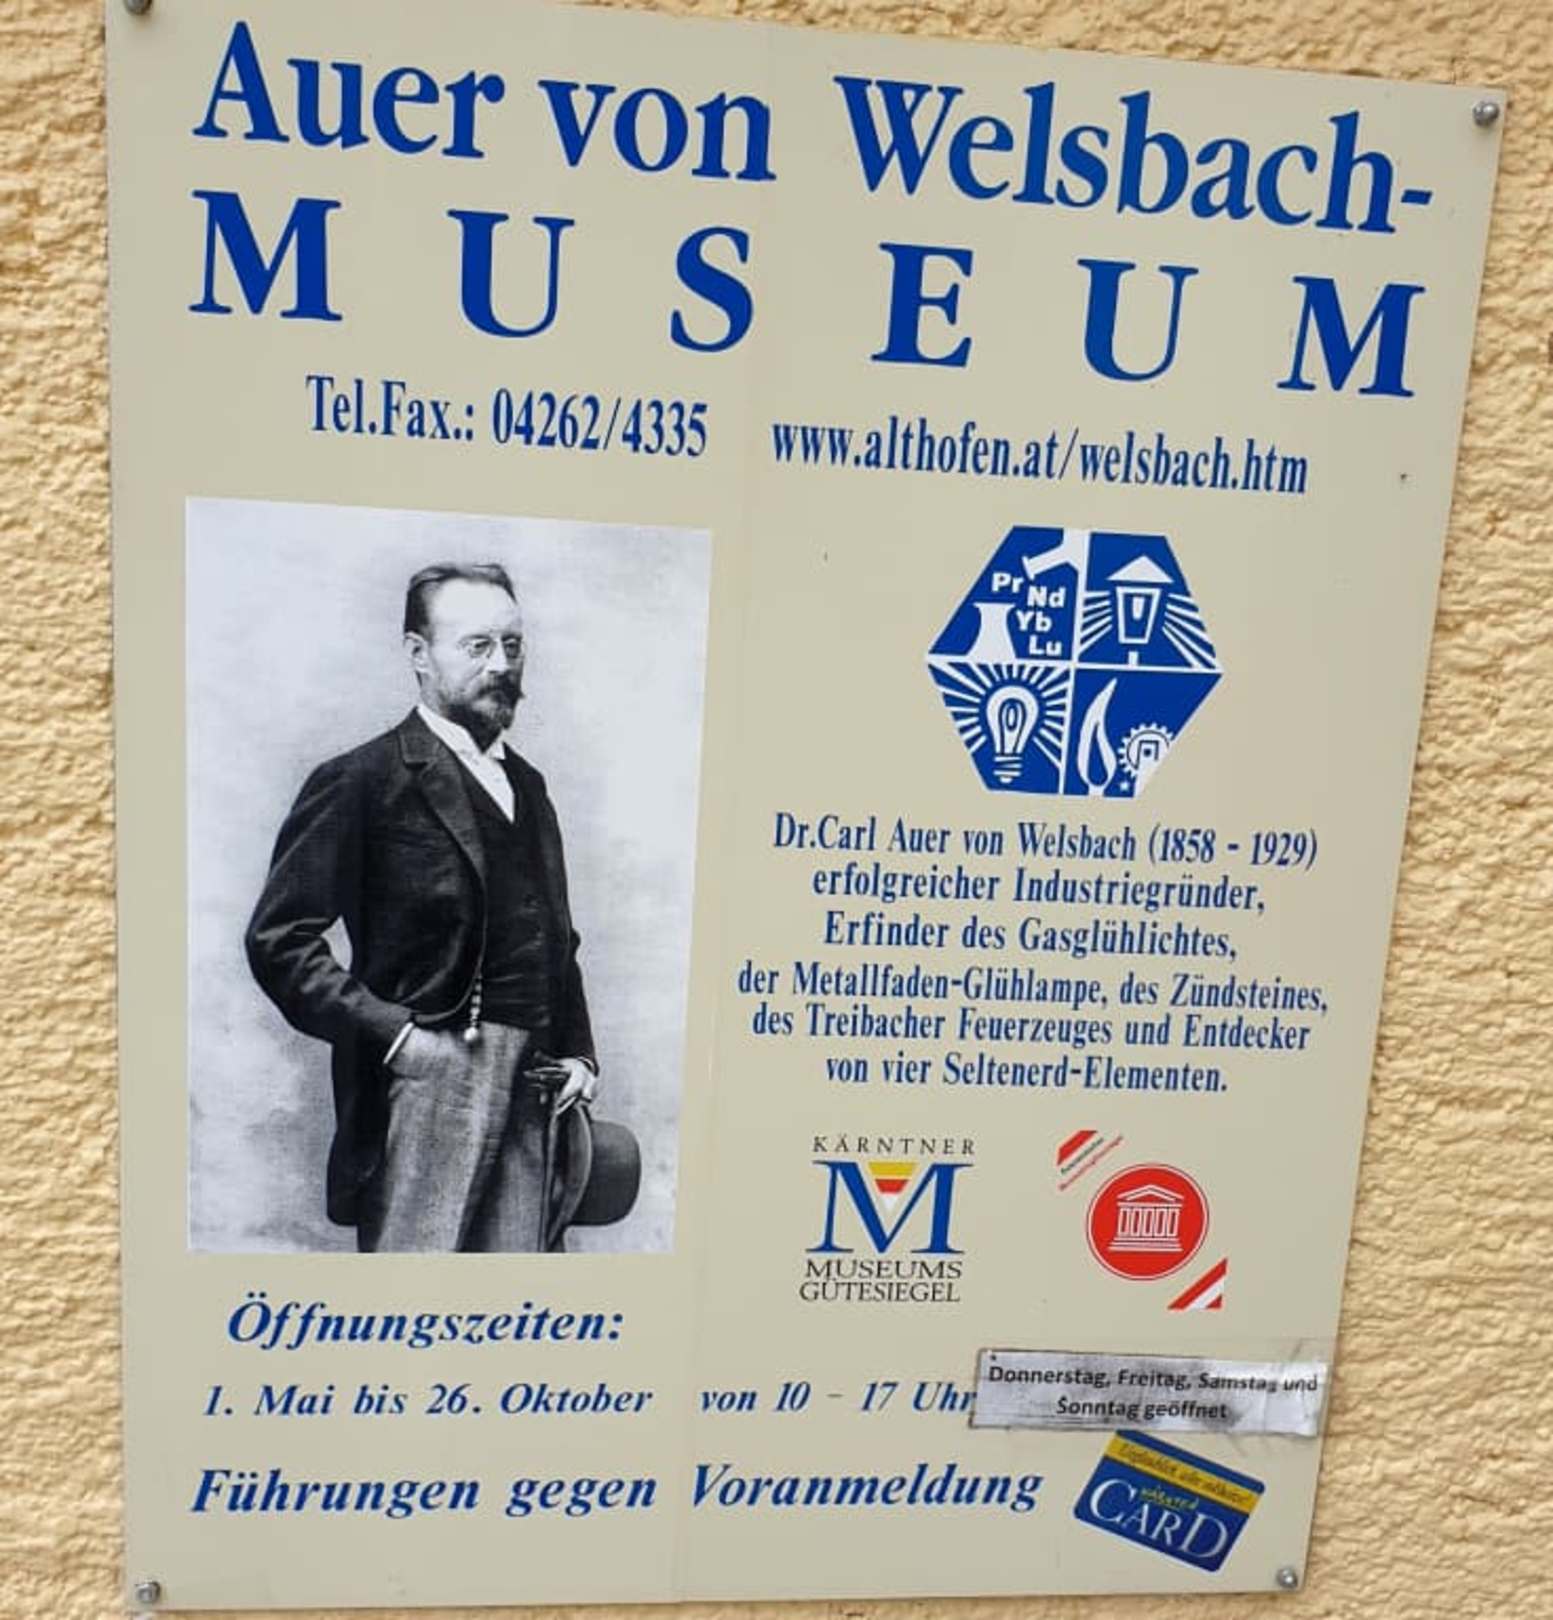 Auer von Welsbach-
MUSEUM
Tel.Fax.: 04262/4335 www.althofen.at/welsbach.htm
Pr
Nd
Yb
Lu
Dr.Carl Auer von Welsbach (1858 - 1929)
erfolgreicher Industriegründer,
Erfinder des Gasglühlichtes,
der Metallfaden-Glühlampe, des Zündsteines,
des Treibacher Feuerzeuges und Entdecker
von vier Seltenerd-Elementen.
KÄRNTNER
M
MUSEUMS
GÜTESIEGEL
Öffnungszeiten:
1. Mai bis 26. Oktober von 10 - 17 Uhr
Donnerstag, Freitag, Samstag und
Sonntag geöffnet
Führungen gegen Voranmeldung
KÄRNTEN
CARD